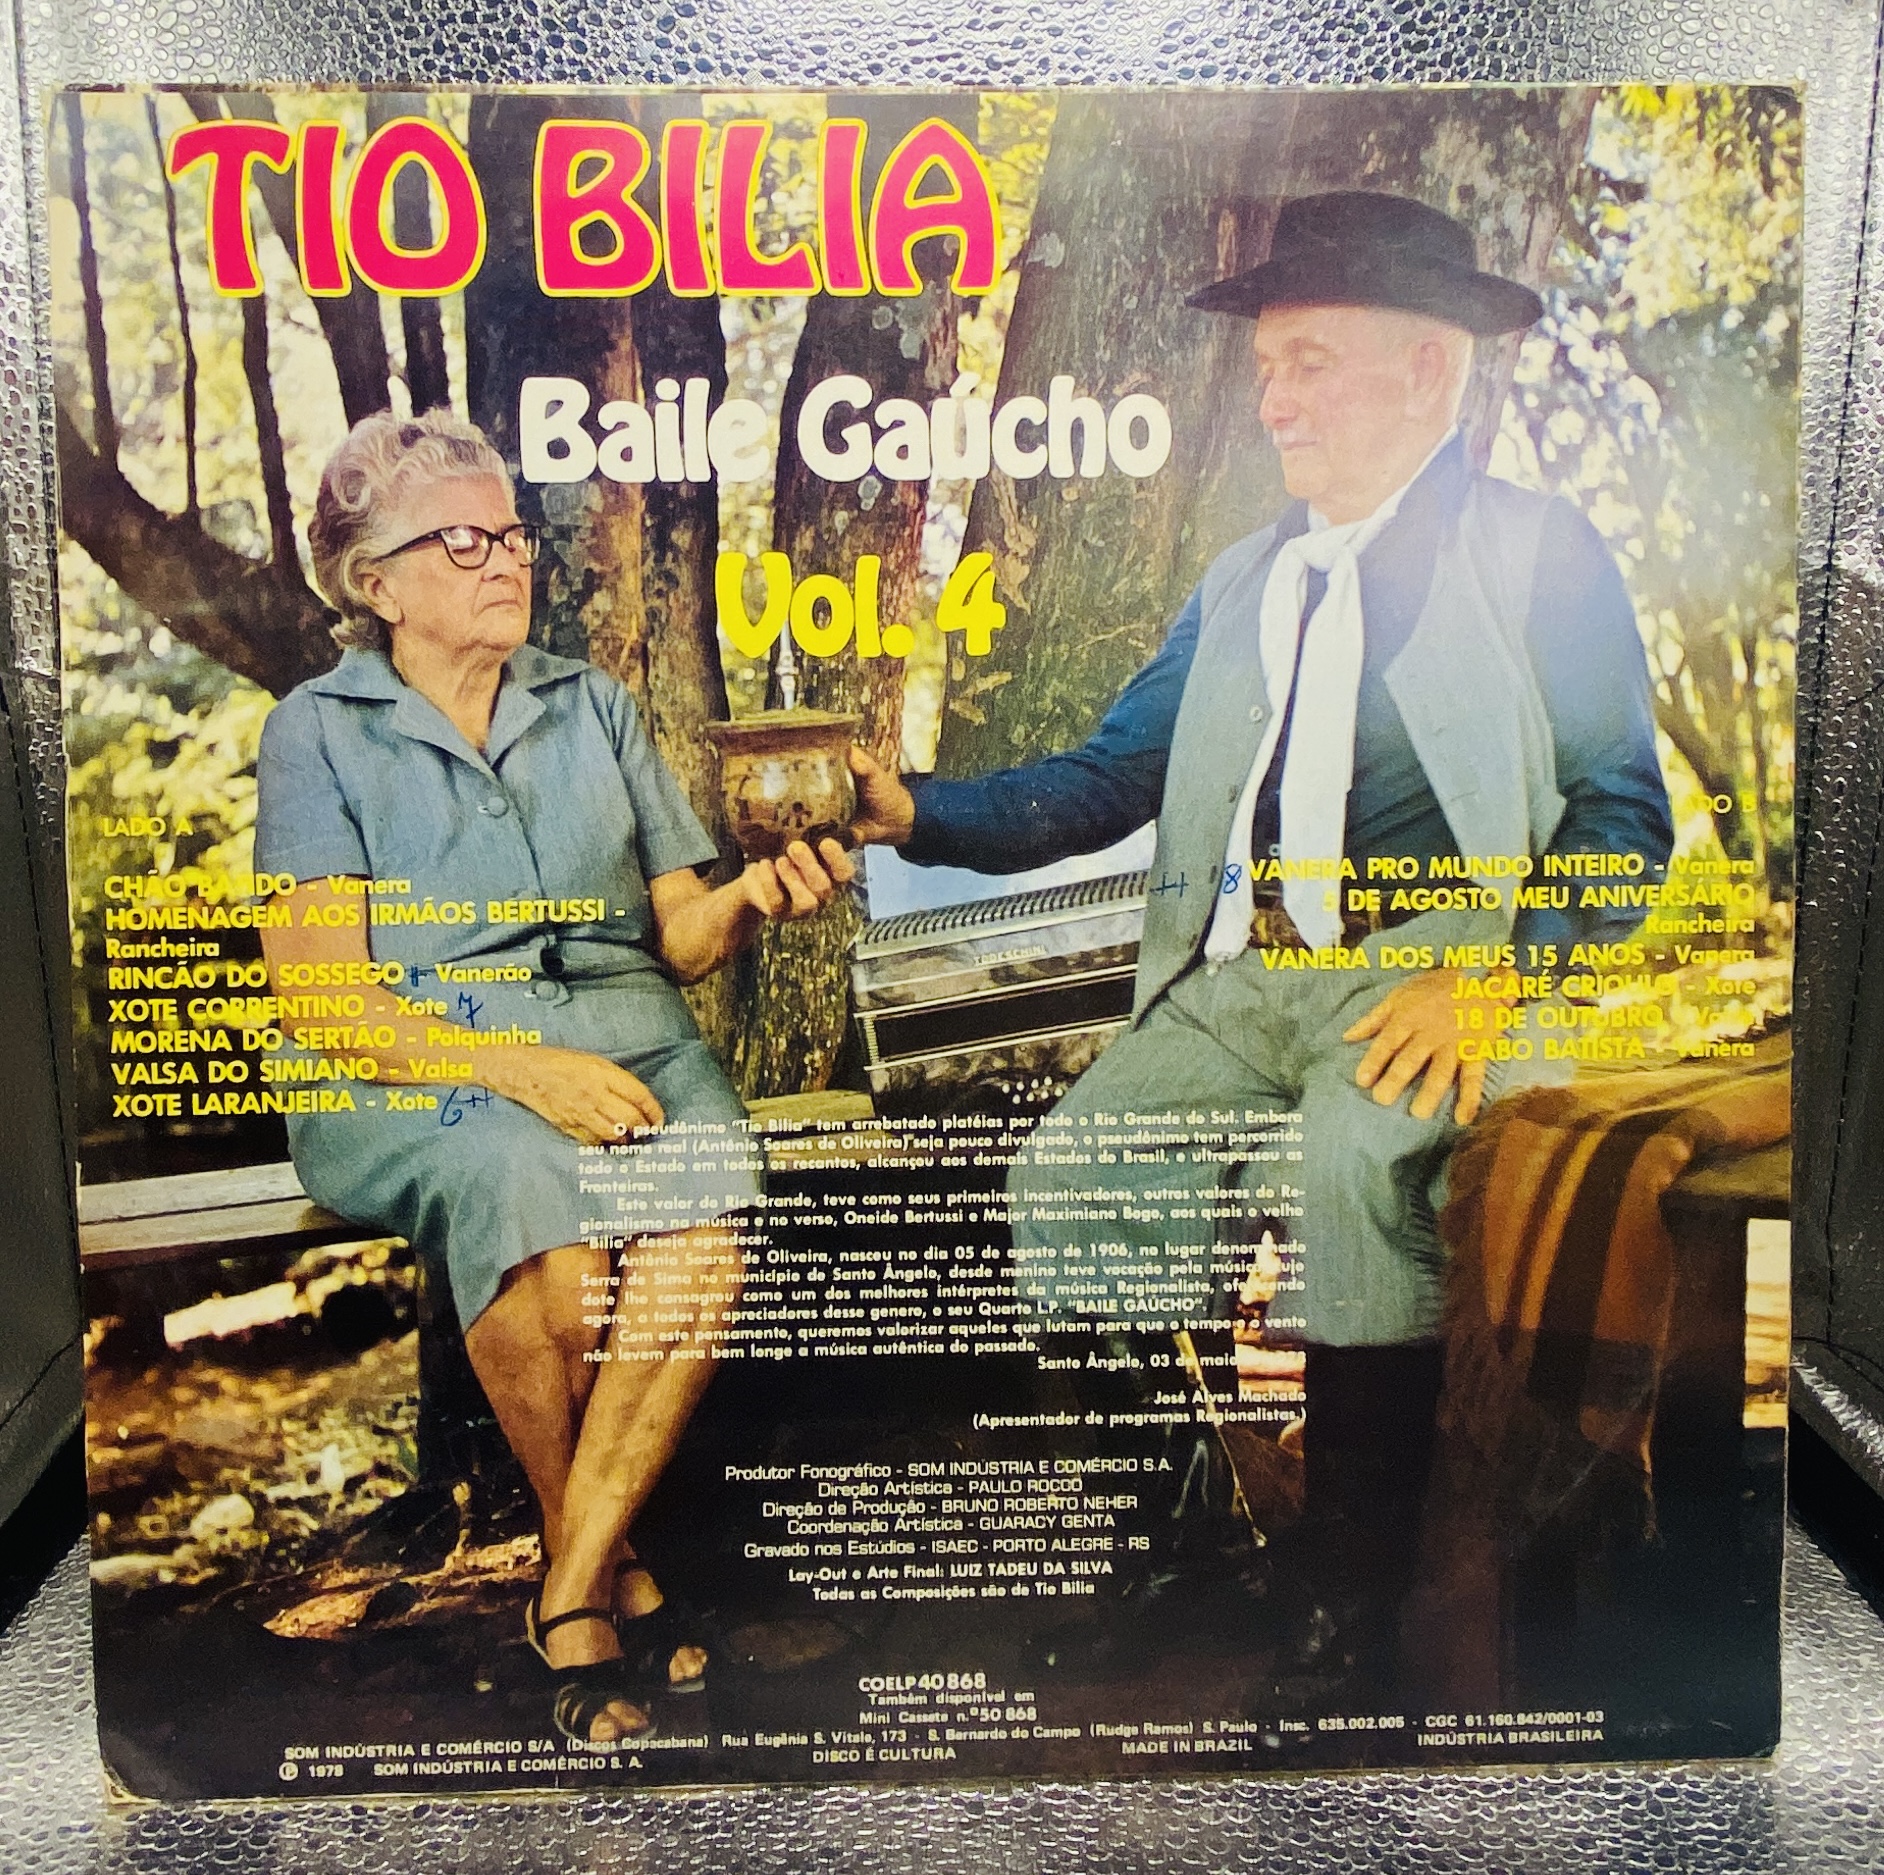 TIO BILIA
Baile Gaúcho
Vol. 4
LADO A
CHÃO BATIDO - Vanera
HOMENAGEM AOS IRMÃOS BERTUSSI -
Rancheira
RINCÃO DO SOSSEGO - Vanerão
XOTE CORRENTINO - Xote 7
MORENA DO SERTÃO - Polquinha
VALSA DO SIMIANO - Valsa
XOTE LARANJEIRA - Xote 6
TODESCHINI
LADO B
8 VANERA PRO MUNDO INTEIRO - Vanera
5 DE AGOSTO MEU ANIVERSÁRIO
Rancheira
VANERA DOS MEUS 15 ANOS - Vanera
JACARÉ CRIOULO - Xote
18 DE OUTUBRO -
CABO BATISTA - Vanera
O pseudônimo "Tio Bilia" tem arrebatado platéias por todo o Rio Grande do Sul. Embora
seu nome real (Antônio Soares de Oliveira) seja pouco divulgado, o pseudônimo tem percorrido
todo o Estado em todos os recantos, alcançou aos demais Estados do Brasil, e ultrapassou as
Fronteiras.
Este valor do Rio Grande, teve como seus primeiros incentivadores, outros valores do Re-
gionalismo na música e no verso, Oneide Bertussi e Major Maximiano Bogo, aos quais o velho
"Bilia" deseja agradecer.
Antônio Soares de Oliveira, nasceu no dia 05 de agosto de 1906, no lugar denominado
Serra de Sima no município de Santo Ângelo, desde menino teve vocação pela música, cujo
dote lhe consagrou como um dos melhores intérpretes da música Regionalista, oferecendo
agora, a todos os apreciadores desse genero, o seu Quarto L.P. "BAILE GAÚCHO".
Com este pensamento, queremos valorizar aqueles que lutam para que o tempo e o vento
não levem para bem longe a música autêntica do passado.
Santo Ângelo, 03 de maio
José Alves Machado
(Apresentador de programas Regionalistas.)
Produtor Fonográfico - SOM INDÚSTRIA E COMÉRCIO S.A.
Direção Artística - PAULO ROCCO
Direção de Produção - BRUNO ROBERTO NEHER
Coordenação Artística - GUARACY GENTA
Gravado nos Estúdios - ISAEC - PORTO ALEGRE - RS
Lay-Out e Arte Final: LUIZ TADEU DA SILVA
Todas as Composições são de Tio Bilia
COELP 40 868
Também disponível em
Mini Cassete n.º 50 868
SOM INDÚSTRIA E COMÉRCIO S/A (Discos Copacabana) Rua Eugênia S. Vitale, 173 - S. Bernardo do Campo (Rudge Ramos) S. Paulo - Insc. 635.002.005 - CGC 61.160.642/0001-03
Ⓟ 1978 SOM INDÚSTRIA E COMÉRCIO S. A. DISCO É CULTURA MADE IN BRAZIL INDÚSTRIA BRASILEIRA